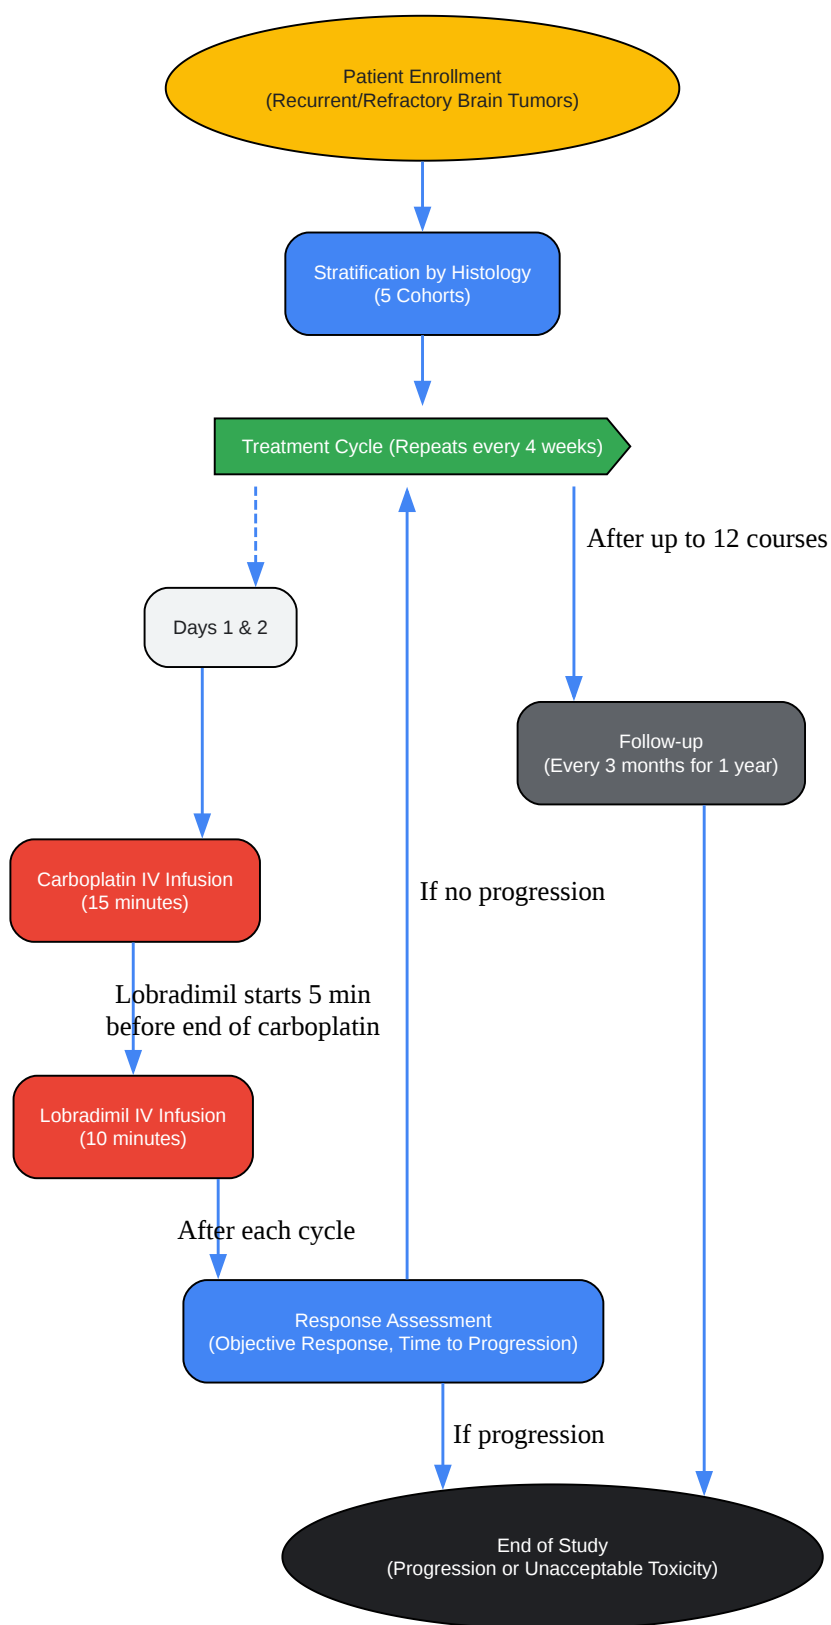 Patient Enrollment
(Recurrent/Refractory Brain Tumors)
Stratification by Histology
(5 Cohorts)
Treatment Cycle (Repeats every 4 weeks)
After up to 12 courses
Days 1 & 2
Follow-up
(Every 3 months for 1 year)
Carboplatin IV Infusion
(15 minutes)
If no progression
Lobradimil starts 5 min
before end of carboplatin
Lobradimil IV Infusion
(10 minutes)
After each cycle
Response Assessment
(Objective Response, Time to Progression)
If progression
End of Study
(Progression or Unacceptable Toxicity)